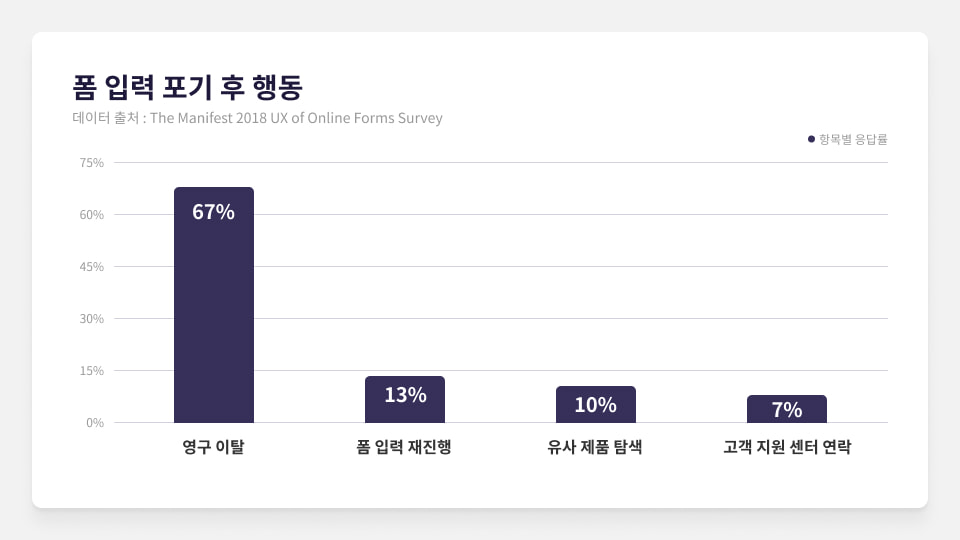 폼 입력 포기 후 행동
데이터 출처 : The Manifest 2018 UX of Online Forms Survey
항목별 응답률
75%
60%
45%
30%
15%
0%
67%
13%
10%
7%
영구 이탈
폼 입력 재진행
유사 제품 탐색
고객 지원 센터 연락